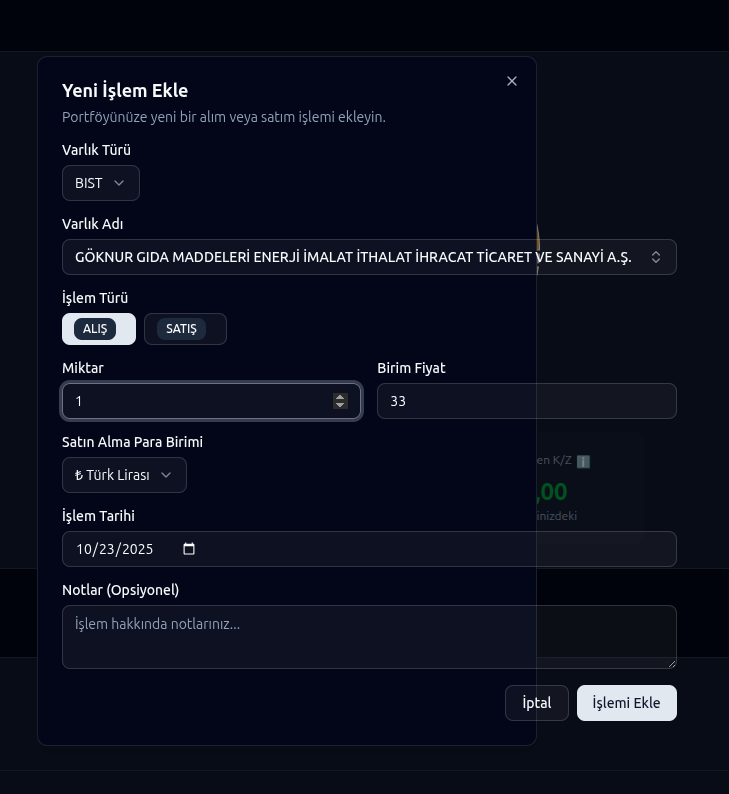 Yeni İşlem Ekle
Portföyünüze yeni bir alım veya satım işlemi ekleyin.
Varlık Türü
BIST
Varlık Adı
GÖKNUR GIDA MADDELERİ ENERJİ İMALAT İTHALAT İHRACAT TİCARET VE SANAYİ A.Ş.
İşlem Türü
ALIŞ SATIŞ
Miktar Birim Fiyat
1 33
Satın Alma Para Birimi
en K/Z
₺ Türk Lirası
,00
İşlem Tarihi
inizdeki
10/23/2025
Notlar (Opsiyonel)
İşlem hakkında notlarınız...
İptal İşlemi Ekle